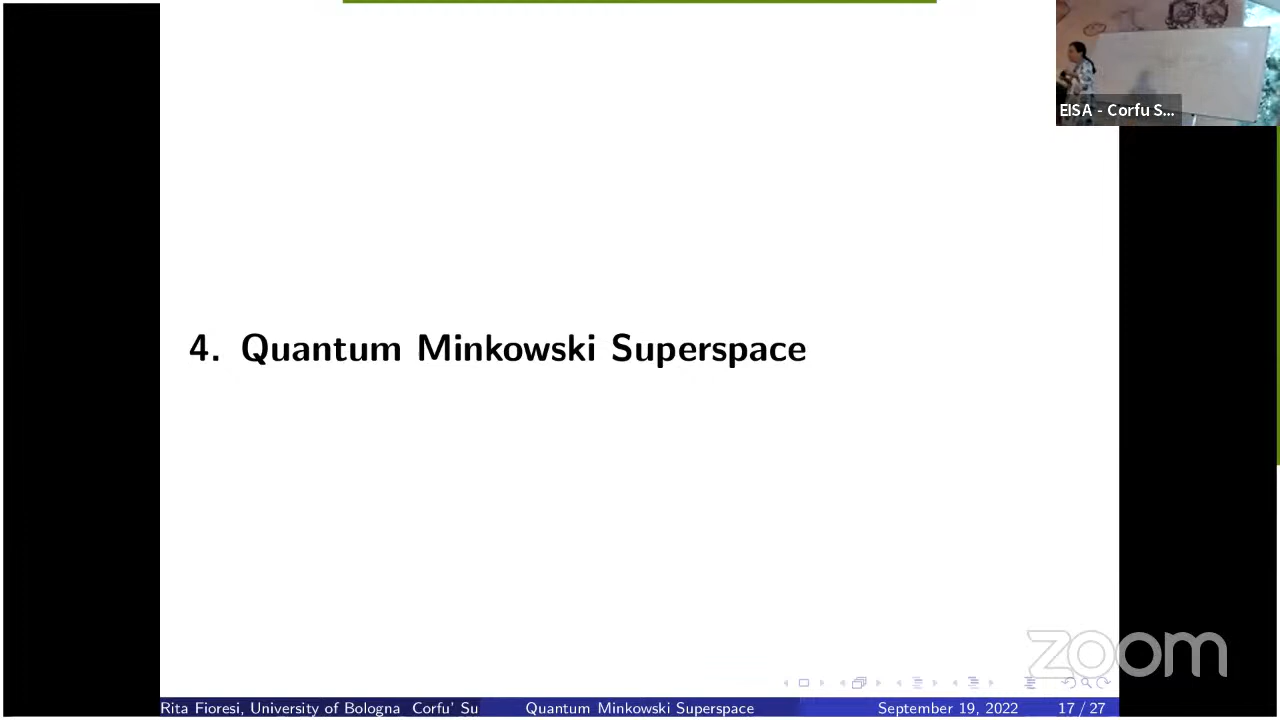 EISA - Corfu S...
4. Quantum Minkowski Superspace
zoom
Rita Fioresi, University of Bologna Corfu' Su Quantum Minkowski Superspace September 19, 2022 17 / 27